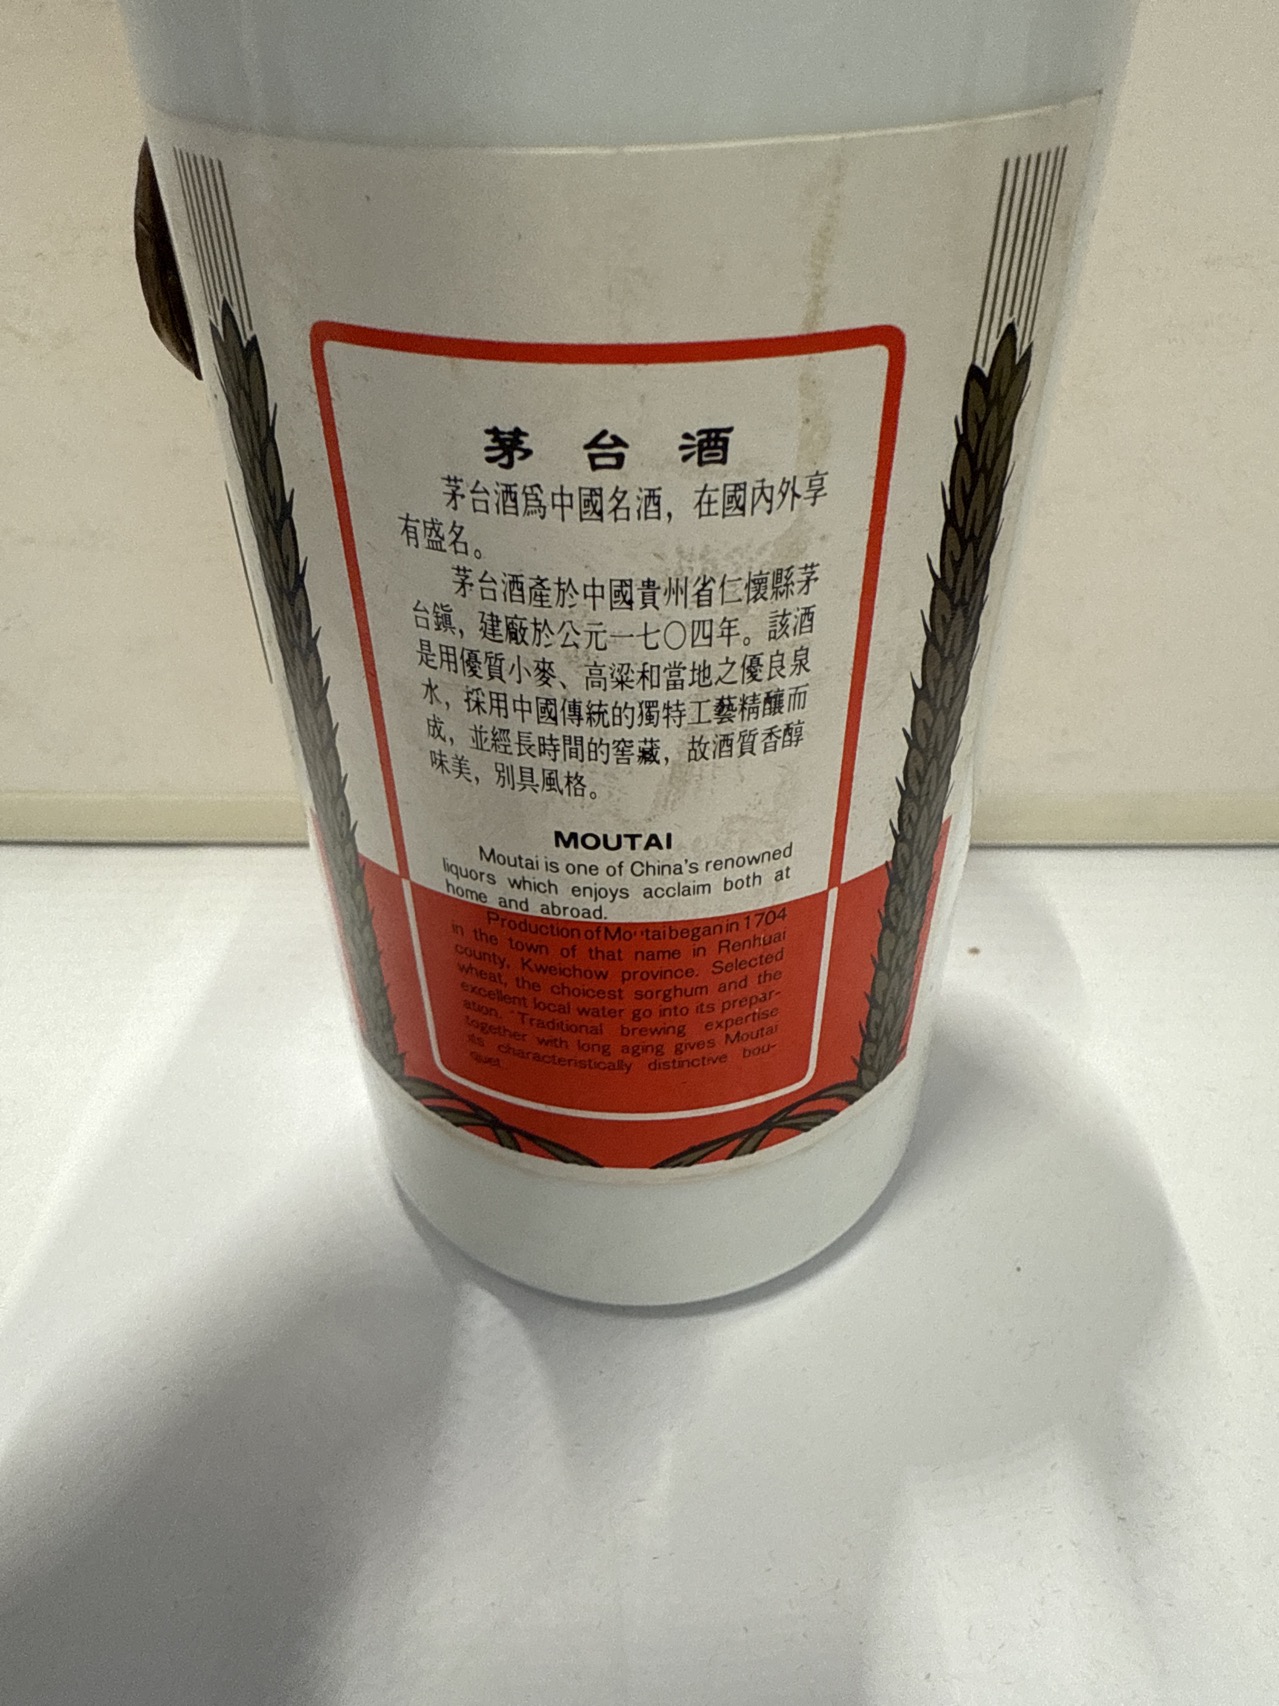 茅台酒
茅台酒爲中國名酒，在國內外享
有盛名。
茅台酒產於中國貴州省仁懷縣茅
台鎭，建廠於公元一七〇四年。該酒
是用優質小麥、高粱和當地之優良泉
水，採用中國傳統的獨特工藝精釀而
成，並經長時間的窖藏，故酒質香醇
味美，別具風格。
MOUTAI
Moutai is one of China's renowned
liquors which enjoys acclaim both at
home and abroad.
Production of Moutai began in 1704
in the town of that name in Renhuai
county, Kweichow province. Selected
wheat, the choicest sorghum and the
excellent local water go into its prepar-
ation. Traditional brewing expertise
together with long aging gives Moutai
its characteristically distinctive bou-
quet.